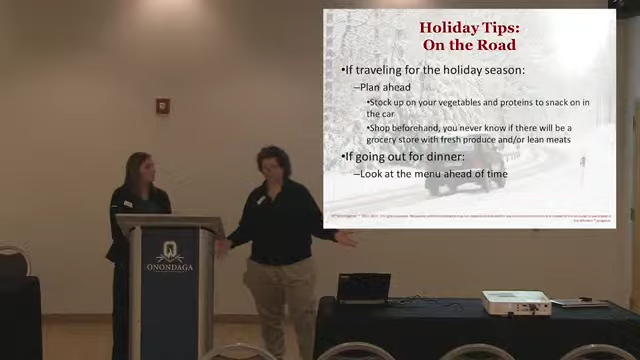 Holiday Tips:
On the Road
•If traveling for the holiday season:
–Plan ahead
•Stock up on your vegetables and proteins to snack on in
the car
•Shop beforehand, you never know if there will be a
grocery store with fresh produce and/or lean meats
•If going out for dinner:
–Look at the menu ahead of time
ONONDAGA